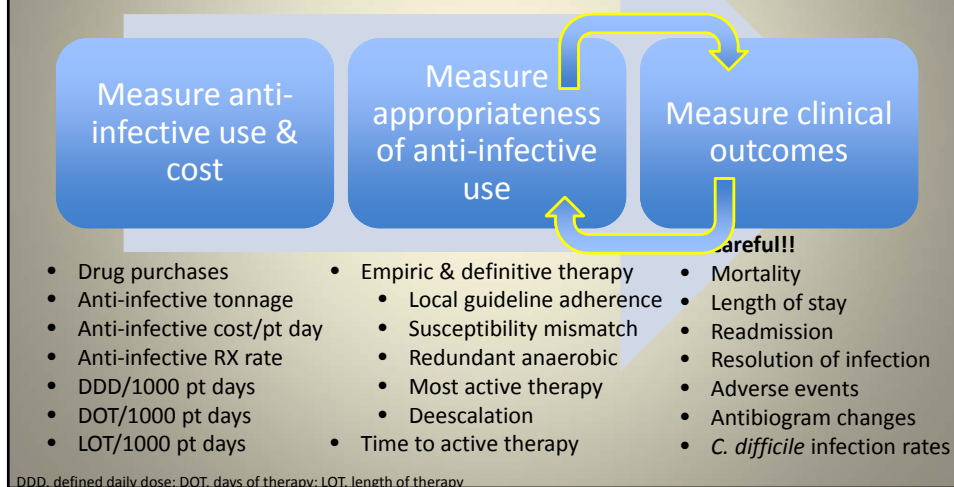 Measure anti-
infective use &
cost
Measure
appropriateness
of anti-infective
use
Measure clinical
outcomes
• Drug purchases
• Anti-infective tonnage
• Anti-infective cost/pt day
• Anti-infective RX rate
• DDD/1000 pt days
• DOT/1000 pt days
• LOT/1000 pt days
• Empiric & definitive therapy
• Local guideline adherence
• Susceptibility mismatch
• Redundant anaerobic
• Most active therapy
• Deescalation
• Time to active therapy
careful!!
• Mortality
• Length of stay
• Readmission
• Resolution of infection
• Adverse events
• Antibiogram changes
• C. difficile infection rates
DDD, defined daily dose; DOT, days of therapy; LOT, length of therapy